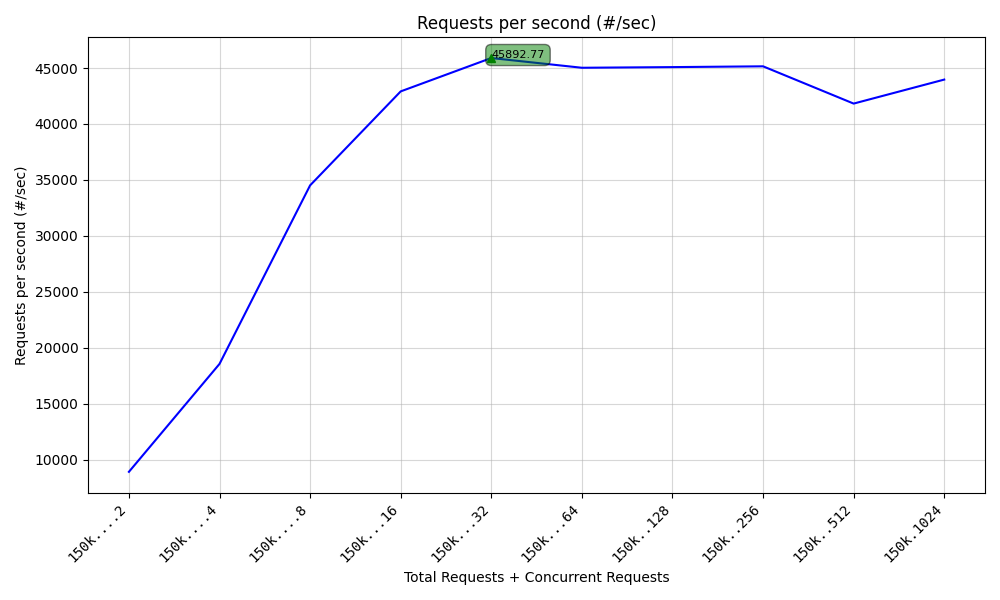 Requests per second (#/sec)
45892.77
45000
40000
35000
30000
25000
20000
15000
10000
Requests per second (#/sec)
150k....2
150k....4
150k....8
150k...16
150k...32
150k...64
150k..128
150k..256
150k..512
150k.1024
Total Requests + Concurrent Requests